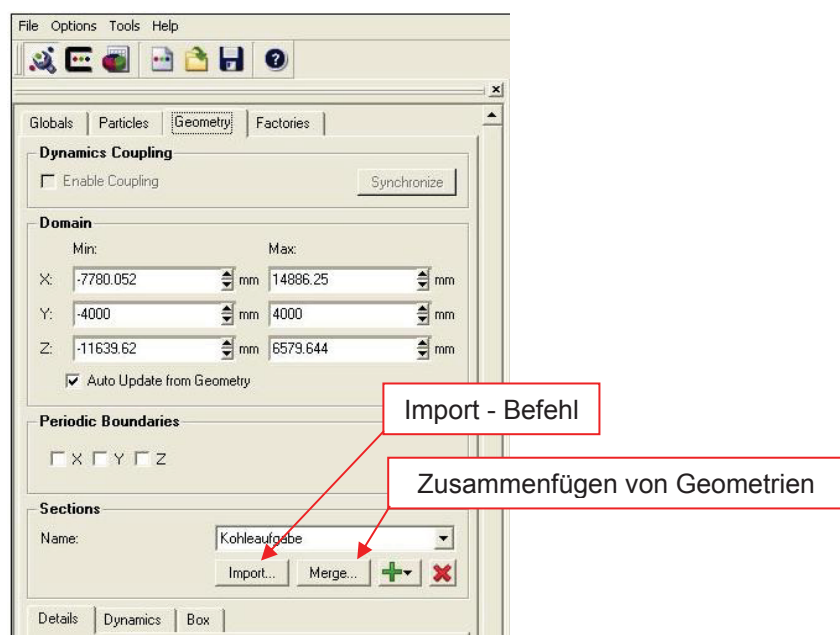 File Options Tools Help
Globals Particles Geometry Factories
Dynamics Coupling
Enable Coupling Synchronize
Domain
Min: Max:
X: -7780.052 mm 14886.25 mm
Y: -4000 mm 4000 mm
Z: -11639.62 mm 6579.644 mm
Auto Update from Geometry
Import - Befehl
Periodic Boundaries
X Y Z
Zusammenfügen von Geometrien
Sections
Name: Kohleaufgabe
Import... Merge...
Details Dynamics Box